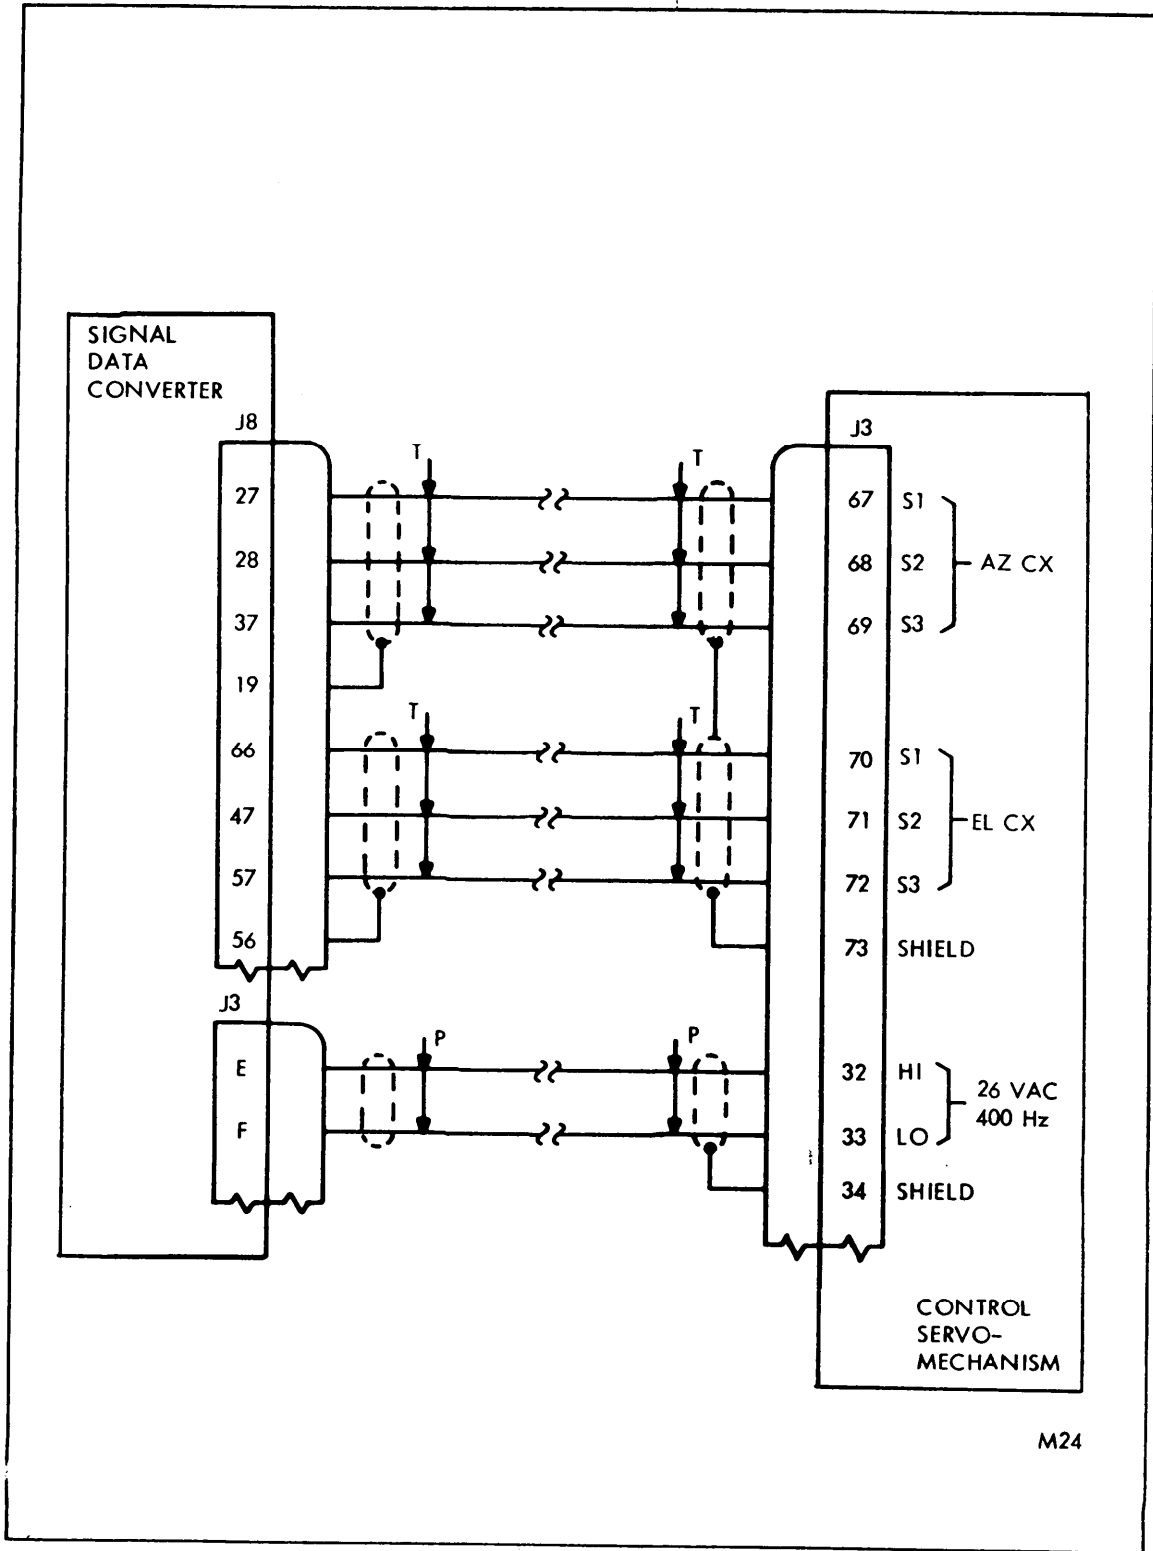 SIGNAL
DATA
CONVERTER
J8
J3
T T
27 67 S1
28 68 S2 AZ CX
37 69 S3
19
T T
66 70 S1
47 71 S2 EL CX
57 72 S3
56 73 SHIELD
J3
P P
E 32 HI
26 VAC
400 Hz
F 33 LO
34 SHIELD
CONTROL
SERVO-
MECHANISM
M24